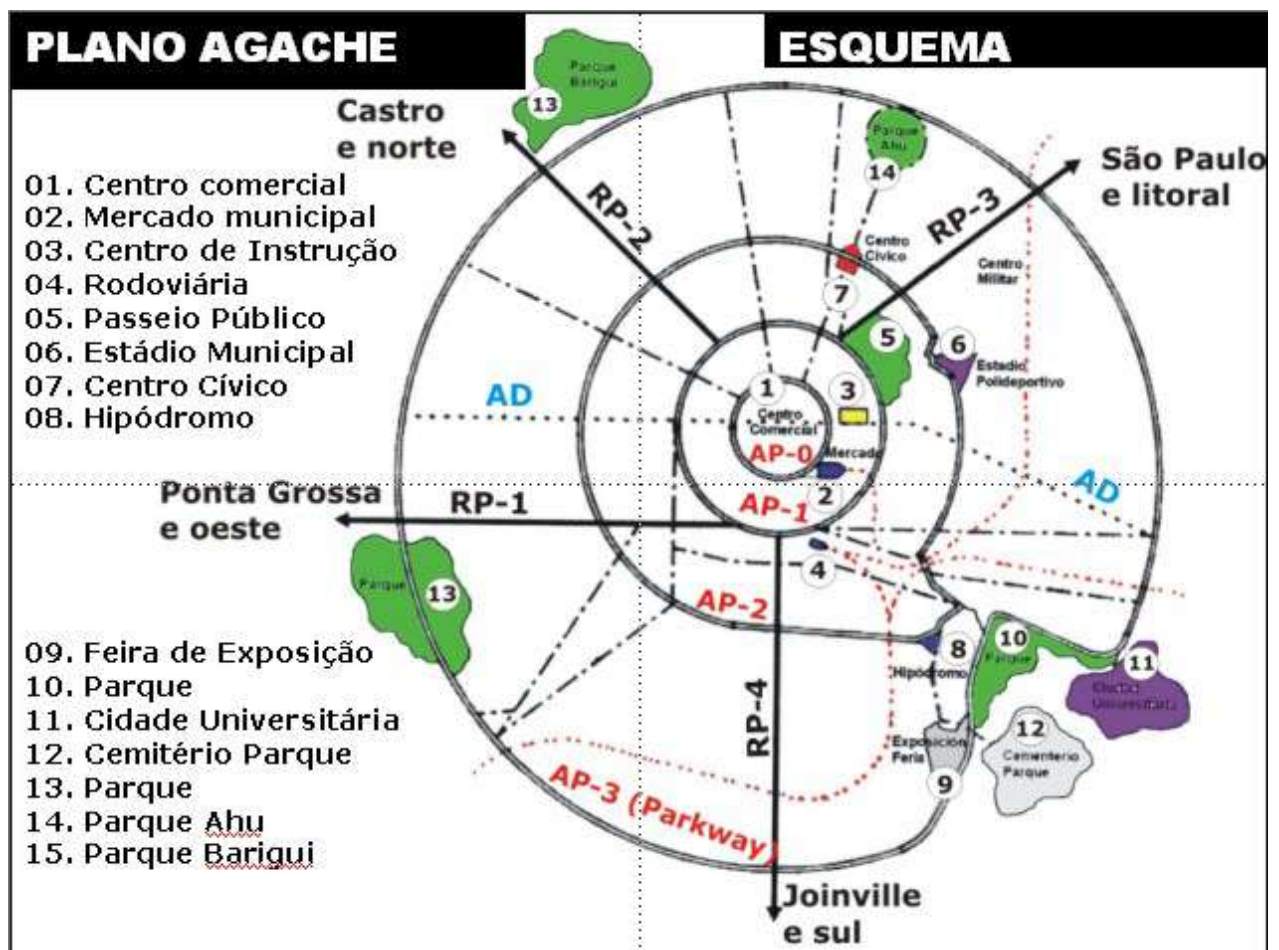 PLANO AGACHE
ESQUEMA
Castro
e norte
São Paulo
e litoral
01. Centro comercial
02. Mercado municipal
03. Centro de Instrução
04. Rodoviária
05. Passeio Público
06. Estádio Municipal
07. Centro Cívico
08. Hipódromo
Ponta Grossa
e oeste
09. Feira de Exposição
10. Parque
11. Cidade Universitária
12. Cemitério Parque
13. Parque
14. Parque Ahu
15. Parque Barigui
Joinville
e sul
Parque
Barigui
13
Parque
Ahu
14
RP-2
RP-3
Centro
Cívico
7
Centro
Militar
5
6
Estadio
Polideportivo
AD
1
3
Centro
Comercial
AP-0
Mercado
2
AD
RP-1
AP-1
4
Parque
13
AP-2
8
Hipódromo
10
Parque
11
RP-4
12
Cementerio
Parque
Exposición
Feria
9
AP-3 (Parkway)